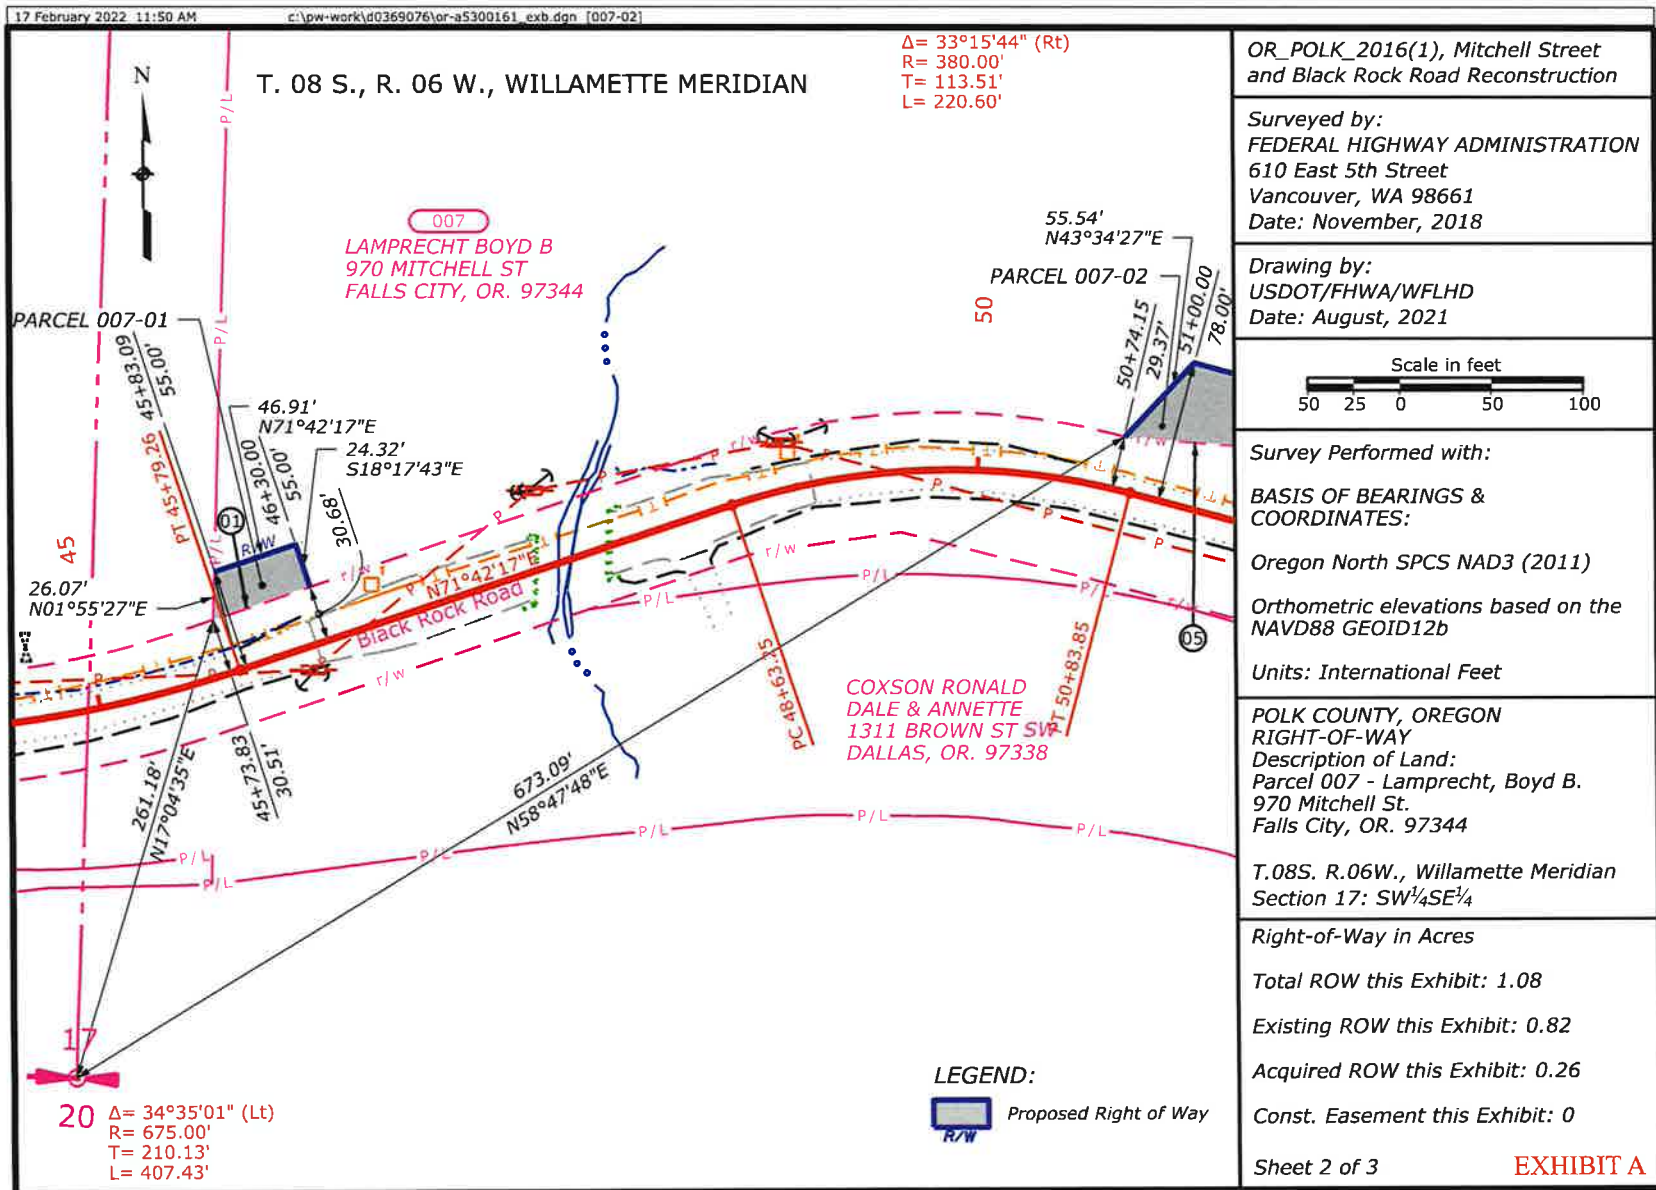 17 February 2022 11:50 AM
c:\pw-work\d0369076\or-a5300161_exb.dgn [007-02]
T. 08 S., R. 06 W., WILLAMETTE MERIDIAN
N
Δ= 33°15'44" (Rt)
R= 380.00'
T= 113.51'
L= 220.60'
007
LAMPRECHT BOYD B
970 MITCHELL ST
FALLS CITY, OR. 97344
55.54'
N43°34'27"E
PARCEL 007-02
50
50+74.15
29.37'
51+00.00
78.00'
PARCEL 007-01
45+83.09
55.00'
PT 45+79.26
46.91'
N71°42'17"E
46+30.00
55.00'
24.32'
S18°17'43"E
30.68'
01
R/W
45
26.07'
N01°55'27"E
N71°42'17"E
Black Rock Road
P/L
P/L
P/L
P/L
r/w
r/w
r/w
r/w
r/w
r/w
P
P
P
P
P
P
P
P
P/L
P/L
05
PC 48+63.25
PT 50+83.85
COXSON RONALD
DALE & ANNETTE
1311 BROWN ST SW
DALLAS, OR. 97338
45+73.83
30.51'
261.18'
N17°04'35"E
673.09'
N58°47'48"E
P/L
P/L
P/L
P/L
P/L
P/L
17
20
Δ= 34°35'01" (Lt)
R= 675.00'
T= 210.13'
L= 407.43'
LEGEND:
Proposed Right of Way
R/W
OR_POLK_2016(1), Mitchell Street
and Black Rock Road Reconstruction
Surveyed by:
FEDERAL HIGHWAY ADMINISTRATION
610 East 5th Street
Vancouver, WA 98661
Date: November, 2018
Drawing by:
USDOT/FHWA/WFLHD
Date: August, 2021
Scale in feet
50 25 0 50 100
Survey Performed with:
BASIS OF BEARINGS &
COORDINATES:
Oregon North SPCS NAD3 (2011)
Orthometric elevations based on the
NAVD88 GEOID12b
Units: International Feet
POLK COUNTY, OREGON
RIGHT-OF-WAY
Description of Land:
Parcel 007 - Lamprecht, Boyd B.
970 Mitchell St.
Falls City, OR. 97344
T.08S. R.06W., Willamette Meridian
Section 17: SW¼SE¼
Right-of-Way in Acres
Total ROW this Exhibit: 1.08
Existing ROW this Exhibit: 0.82
Acquired ROW this Exhibit: 0.26
Const. Easement this Exhibit: 0
Sheet 2 of 3
EXHIBIT A